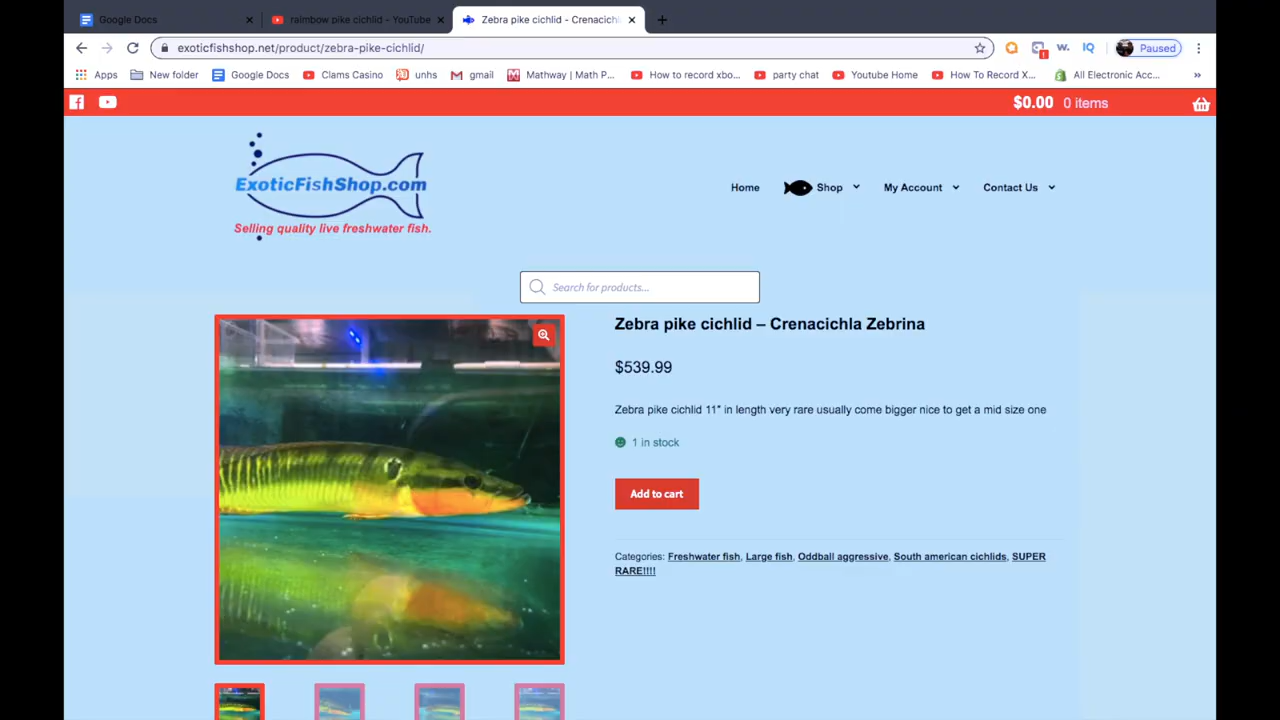 Google Docs
raimbow pike cichlid - YouTube
Zebra pike cichlid - Crenacichl
exoticfishshop.net/product/zebra-pike-cichlid/
Paused
Apps
New folder
Google Docs
Clams Casino
unhs
gmail
Mathway | Math P...
How to record xbo...
party chat
Youtube Home
How To Record X...
All Electronic Acc...
$0.00 0 items
ExoticFishShop.com
Selling quality live freshwater fish.
Home
Shop
My Account
Contact Us
Search for products...
Zebra pike cichlid – Crenacichla Zebrina
$539.99
Zebra pike cichlid 11″ in length very rare usually come bigger nice to get a mid size one
1 in stock
Add to cart
Categories: Freshwater fish, Large fish, Oddball aggressive, South american cichlids, SUPER
RARE!!!!